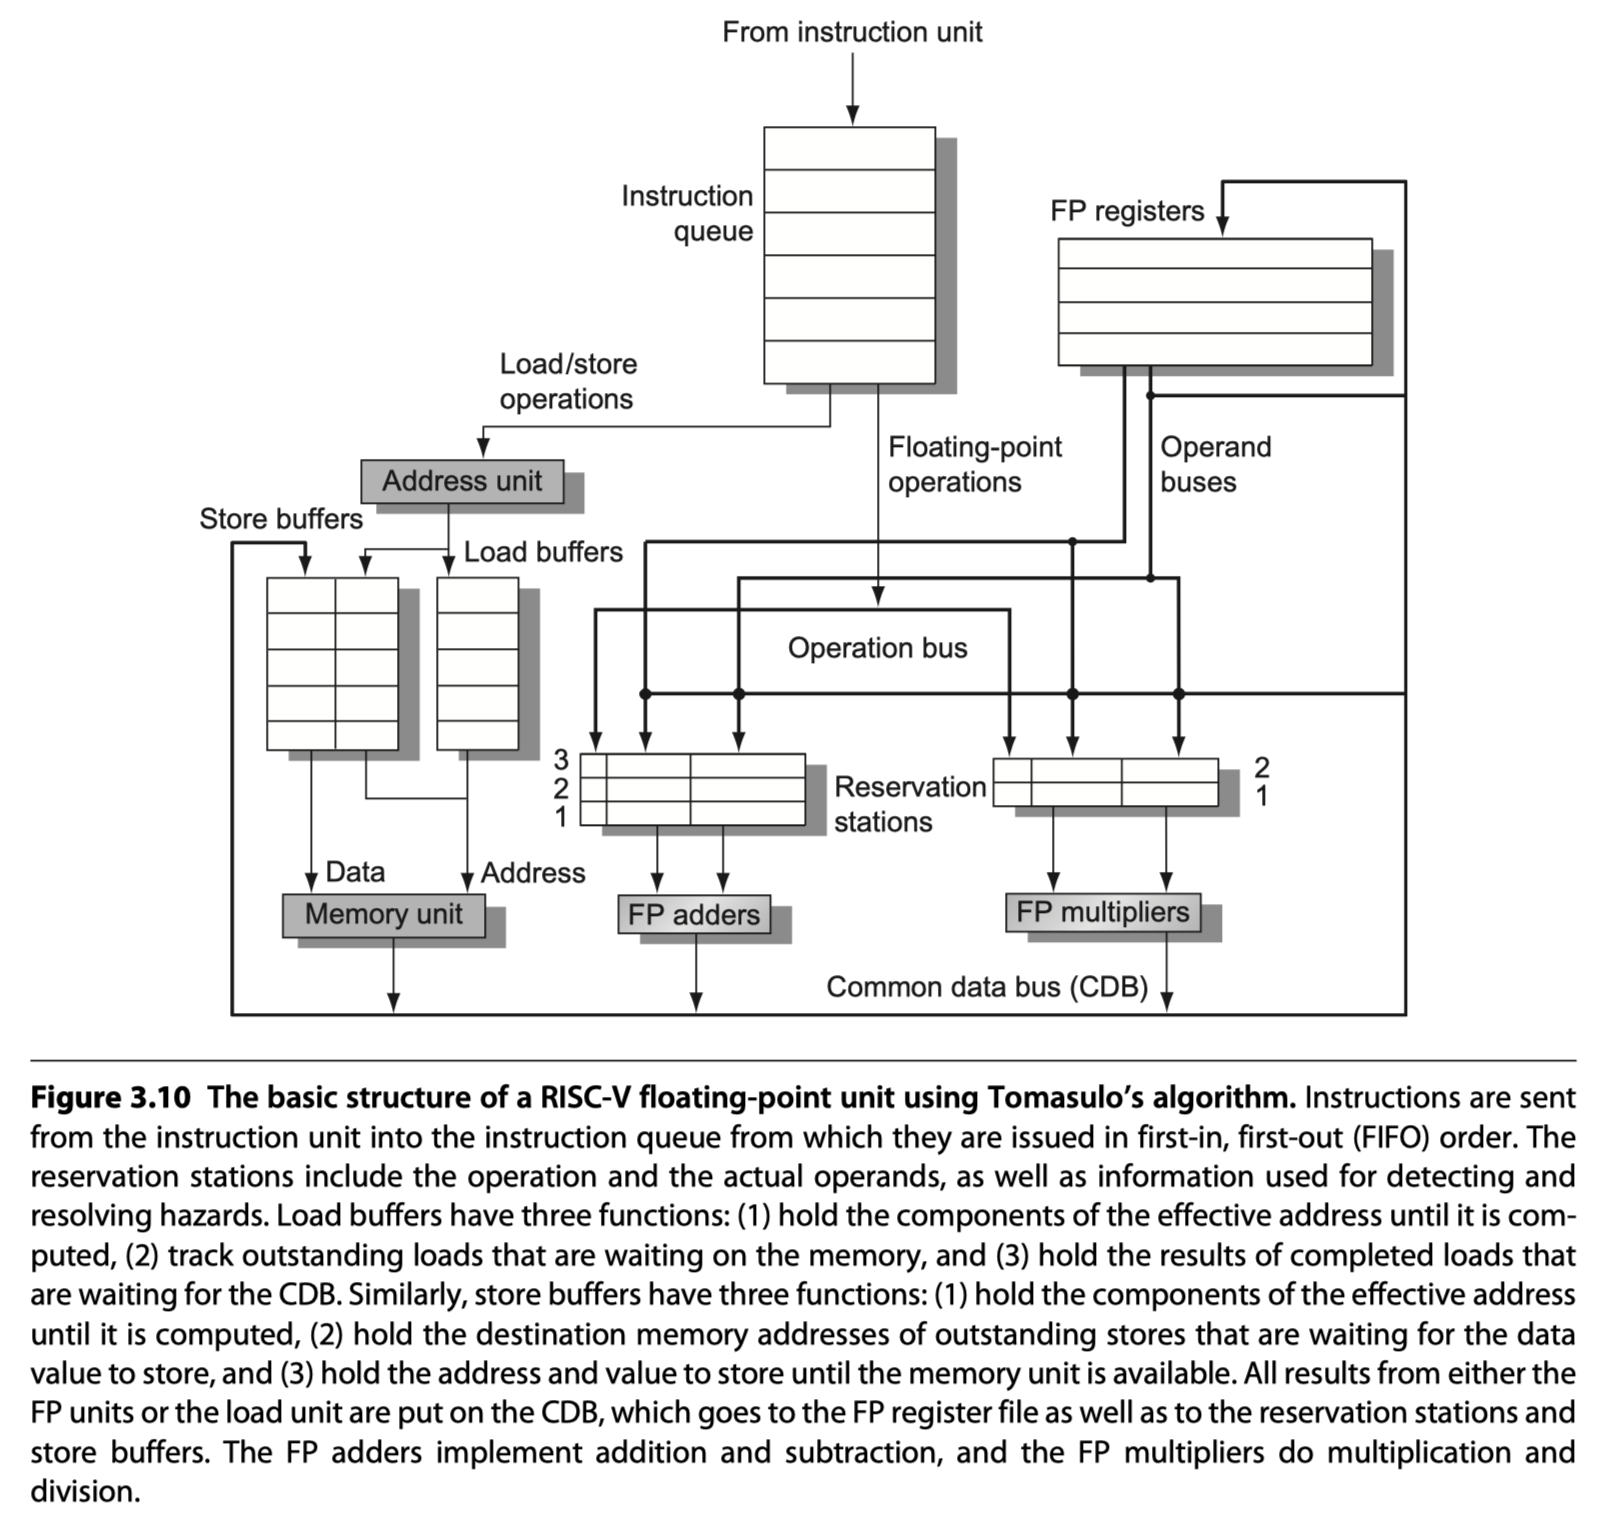 From instruction unit
Instruction
queue
FP registers
Load/store
operations
Floating-point
operations
Operand
buses
Address unit
Store buffers
Load buffers
Operation bus
3
2
1
Reservation
stations
2
1
Data
Address
Memory unit
FP adders
FP multipliers
Common data bus (CDB)
Figure 3.10 The basic structure of a RISC-V floating-point unit using Tomasulo’s algorithm. Instructions are sent
from the instruction unit into the instruction queue from which they are issued in first-in, first-out (FIFO) order. The
reservation stations include the operation and the actual operands, as well as information used for detecting and
resolving hazards. Load buffers have three functions: (1) hold the components of the effective address until it is com-
puted, (2) track outstanding loads that are waiting on the memory, and (3) hold the results of completed loads that
are waiting for the CDB. Similarly, store buffers have three functions: (1) hold the components of the effective address
until it is computed, (2) hold the destination memory addresses of outstanding stores that are waiting for the data
value to store, and (3) hold the address and value to store until the memory unit is available. All results from either the
FP units or the load unit are put on the CDB, which goes to the FP register file as well as to the reservation stations and
store buffers. The FP adders implement addition and subtraction, and the FP multipliers do multiplication and
division.